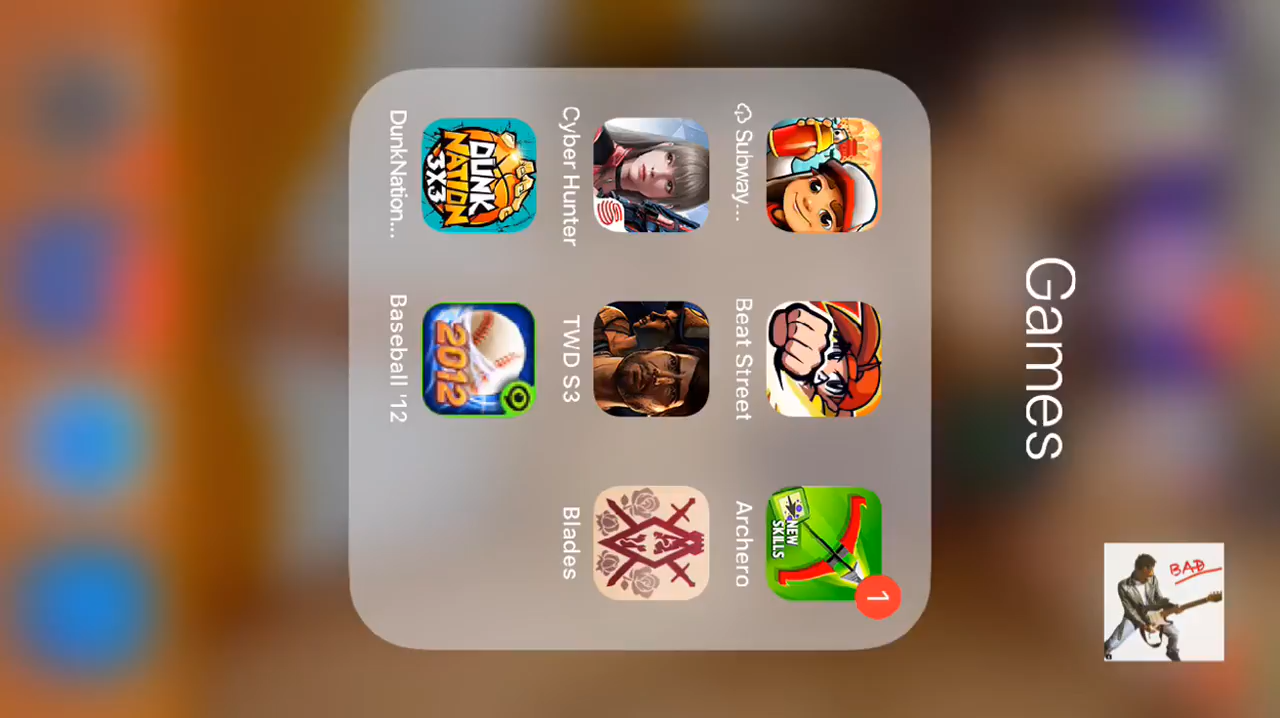 Games
NEW
SKILLS
1
Subway...
Beat Street
Archero
Cyber Hunter
TWD S3
Blades
DUNK
NATION
3X3
2012
DunkNation...
Baseball '12
BAD